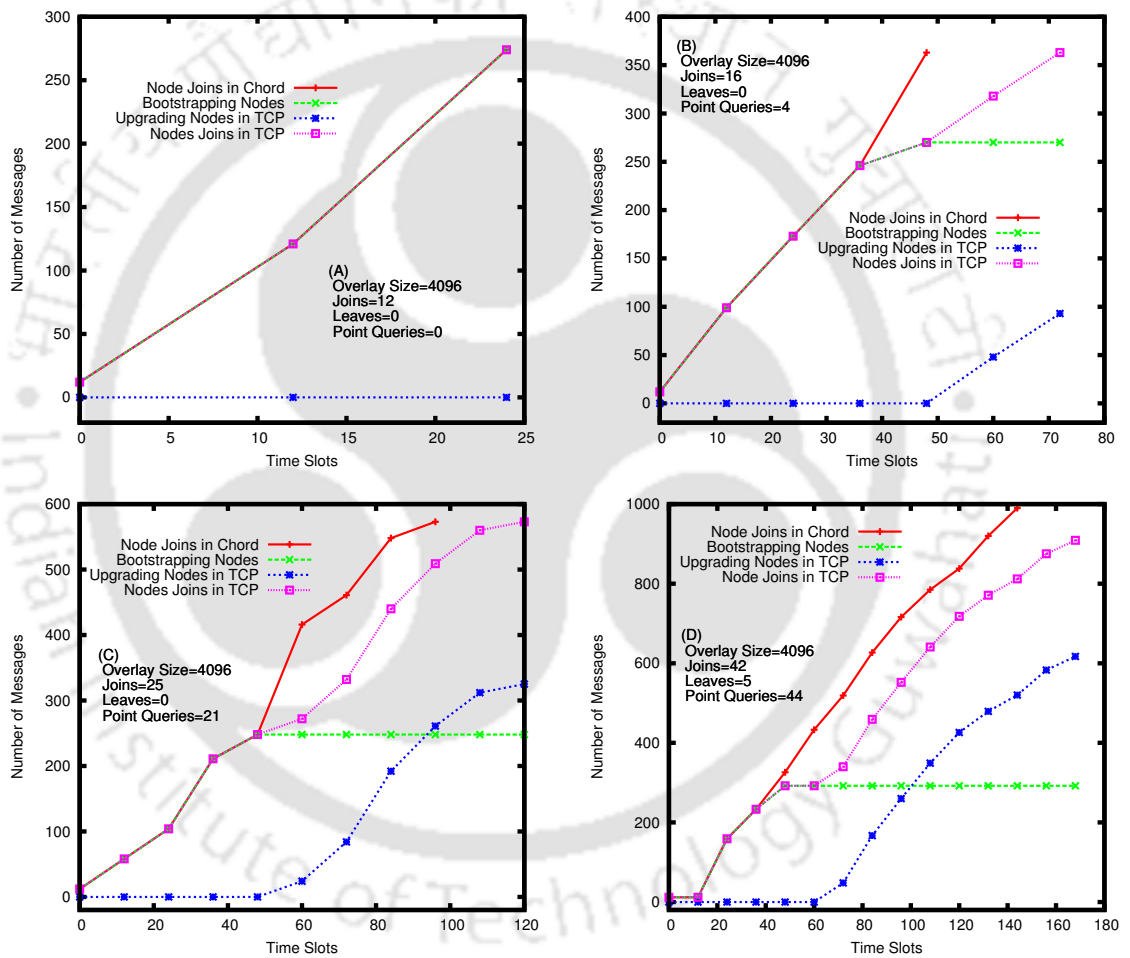 300
250
200
150
100
50
0
Number of Messages
Node Joins in Chord
Bootstrapping Nodes
Upgrading Nodes in TCP
Nodes Joins in TCP
(A)
Overlay Size=4096
Joins=12
Leaves=0
Point Queries=0
0 5 10 15 20 25
Time Slots
400
350
300
250
200
150
100
50
0
Number of Messages
(B)
Overlay Size=4096
Joins=16
Leaves=0
Point Queries=4
Node Joins in Chord
Bootstrapping Nodes
Upgrading Nodes in TCP
Nodes Joins in TCP
0 10 20 30 40 50 60 70 80
Time Slots
600
500
400
300
200
100
0
Number of Messages
Node Joins in Chord
Bootstrapping Nodes
Upgrading Nodes in TCP
Nodes Joins in TCP
(C)
Overlay Size=4096
Joins=25
Leaves=0
Point Queries=21
0 20 40 60 80 100 120
Time Slots
1000
800
600
400
200
0
Number of Messages
Node Joins in Chord
Bootstrapping Nodes
Upgrading Nodes in TCP
Node Joins in TCP
(D)
Overlay Size=4096
Joins=42
Leaves=5
Point Queries=44
0 20 40 60 80 100 120 140 160 180
Time Slots
Indian Institute of Technology Guwahati